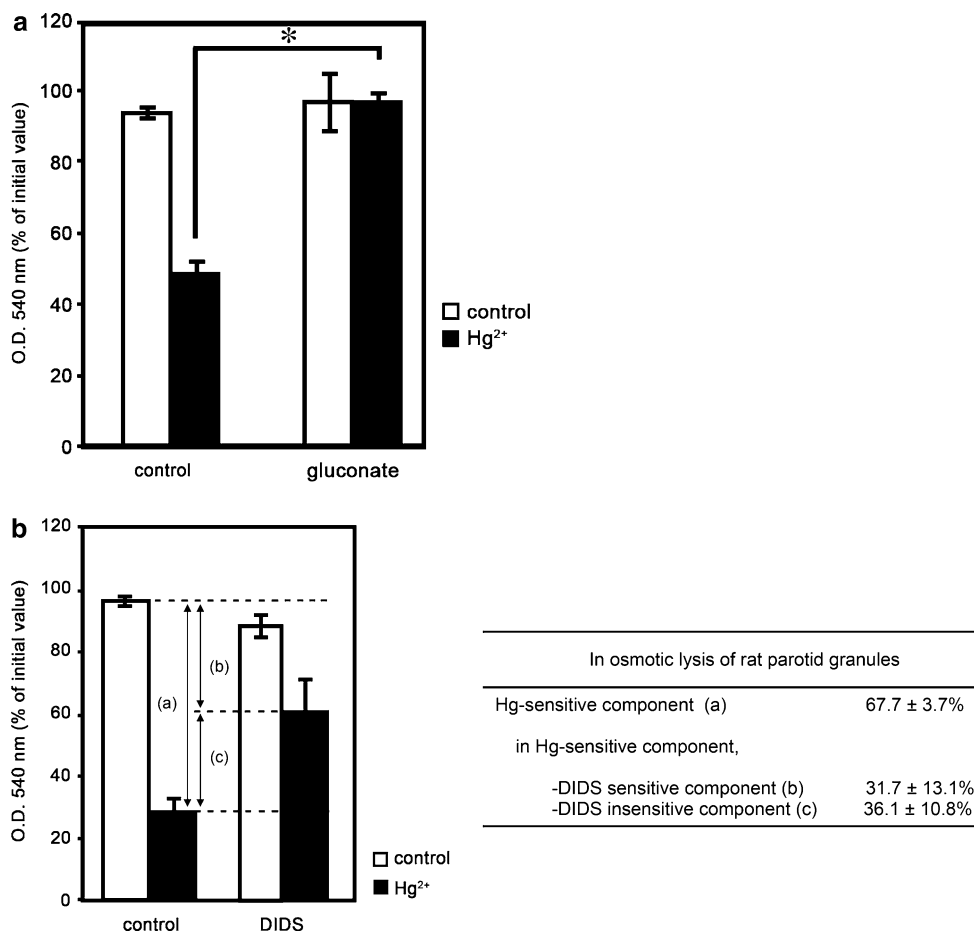 a
O.D. 540 nm (% of initial value)
120
100
80
60
40
20
0
*
control
gluconate
control
Hg²⁺
b
O.D. 540 nm (% of initial value)
120
100
80
60
40
20
0
(a)
(b)
(c)
control
DIDS
control
Hg²⁺
In osmotic lysis of rat parotid granules
Hg-sensitive component (a) 67.7 ± 3.7%
in Hg-sensitive component,
-DIDS sensitive component (b) 31.7 ± 13.1%
-DIDS insensitive component (c) 36.1 ± 10.8%